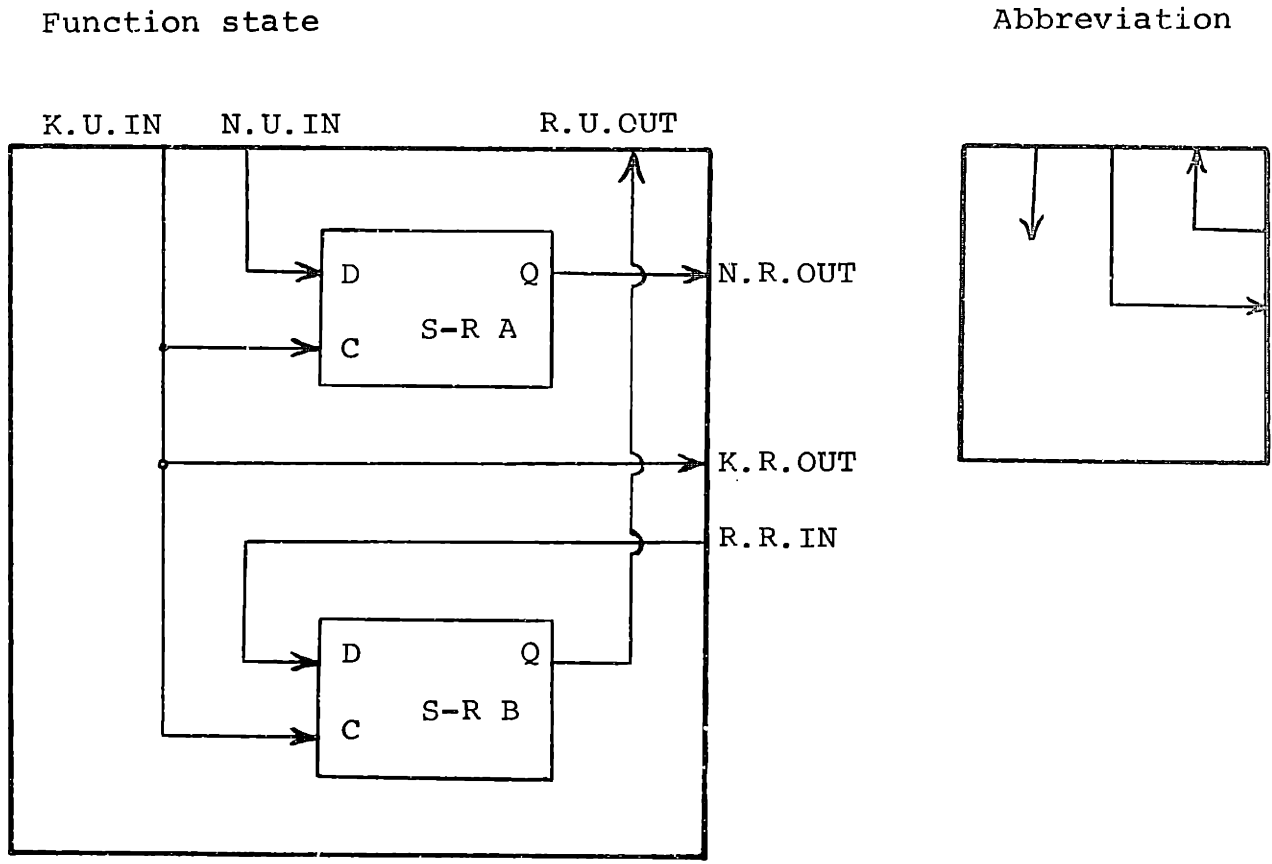 Function state
Abbreviation
K.U.IN N.U.IN R.U.OUT
D Q
N.R.OUT
S-R A
C
K.R.OUT
R.R.IN
D Q
S-R B
C